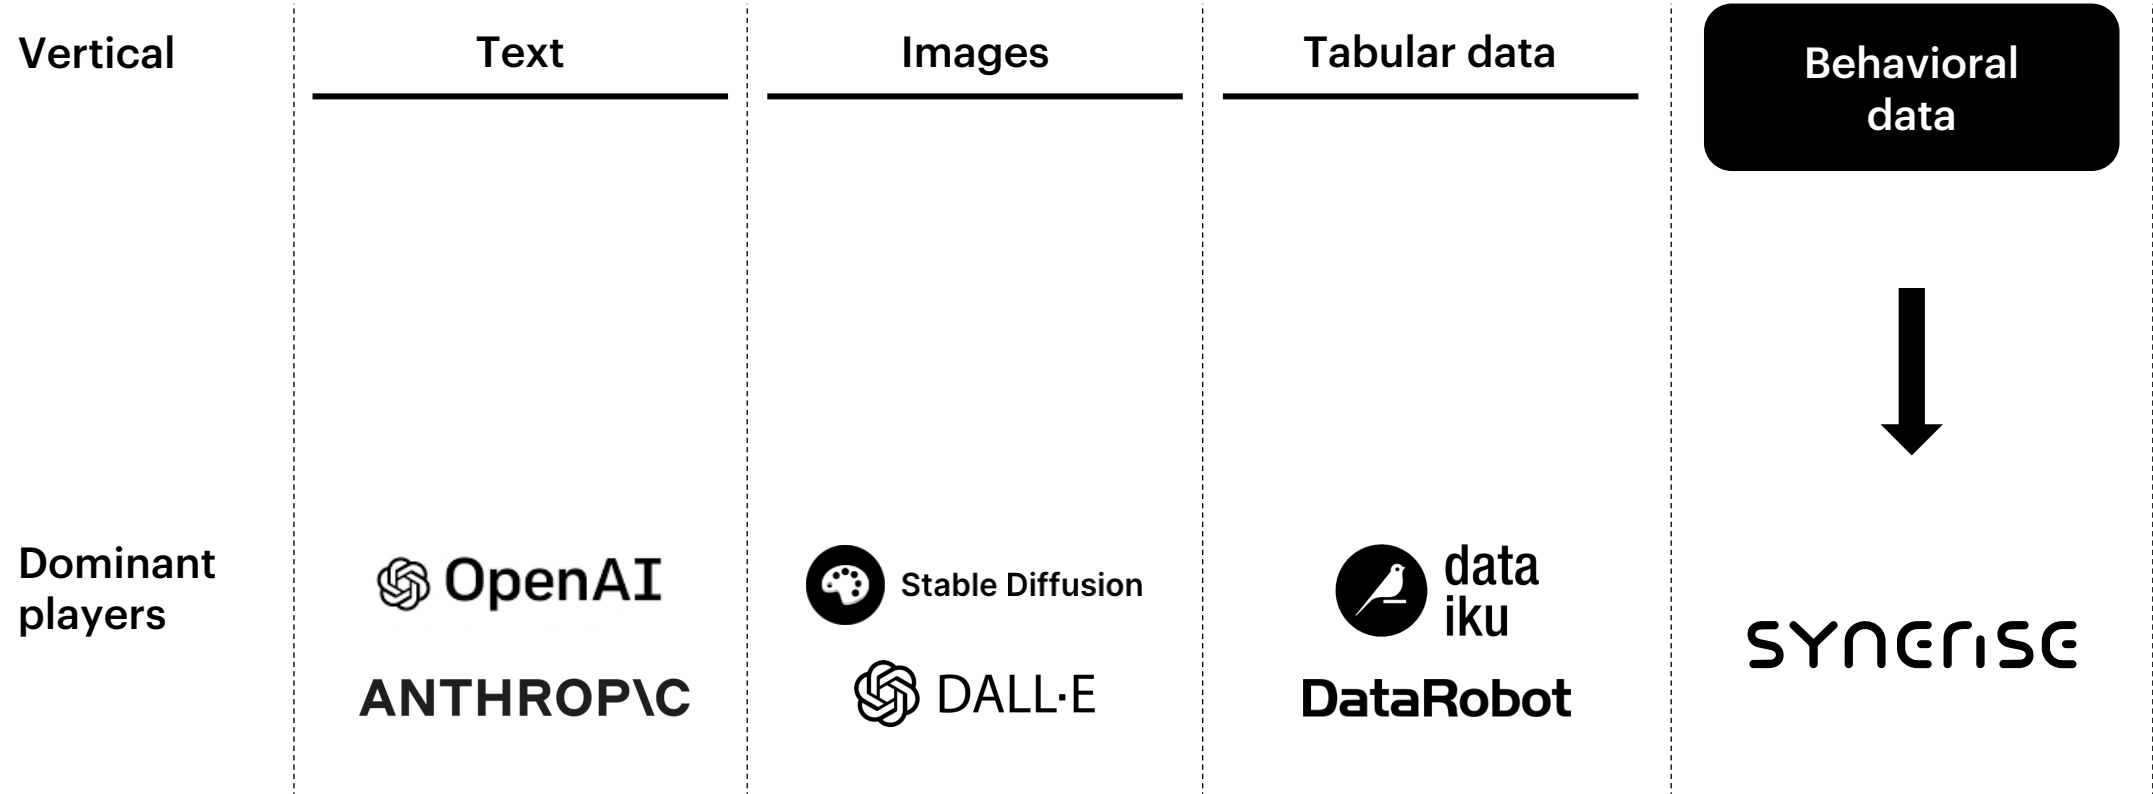 Vertical
Text
Images
Tabular data
Behavioral
data
Dominant
players
OpenAI
ANTHROP\C
Stable Diffusion
DALL·E
data
iku
DataRobot
SYNERISE